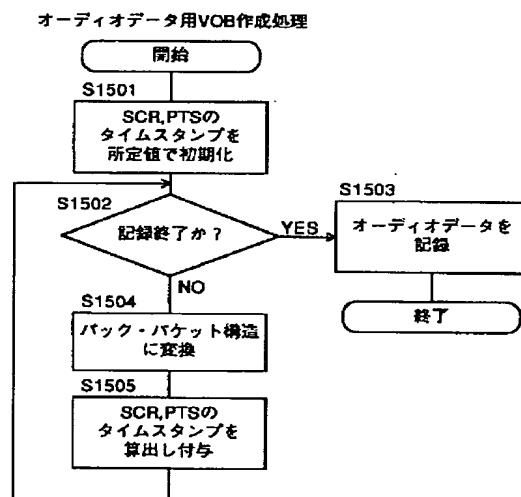 オーディオデータ用VOB作成処理
開始
S1501
SCR,PTSの
タイムスタンプを
所定値で初期化
S1502
記録終了か?
YES
S1503
オーディオデータを
記録
終了
NO
S1504
パック・パケット構造
に変換
S1505
SCR,PTSの
タイムスタンプを
算出し付与